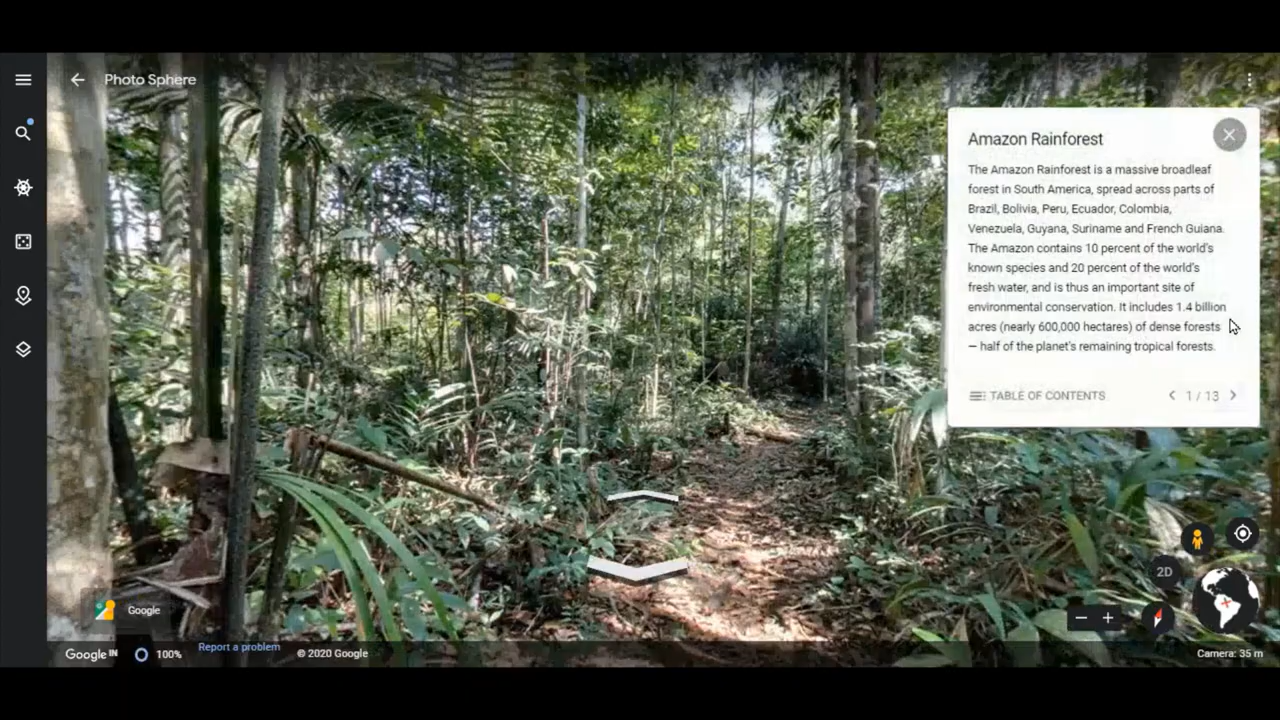 Photo Sphere
Amazon Rainforest
The Amazon Rainforest is a massive broadleaf
forest in South America, spread across parts of
Brazil, Bolivia, Peru, Ecuador, Colombia,
Venezuela, Guyana, Suriname and French Guiana.
The Amazon contains 10 percent of the world's
known species and 20 percent of the world's
fresh water, and is thus an important site of
environmental conservation. It includes 1.4 billion
acres (nearly 600,000 hectares) of dense forests
— half of the planet's remaining tropical forests.
TABLE OF CONTENTS
1 / 13
2D
Google
Google IN
100%
Report a problem
© 2020 Google
Camera: 35 m